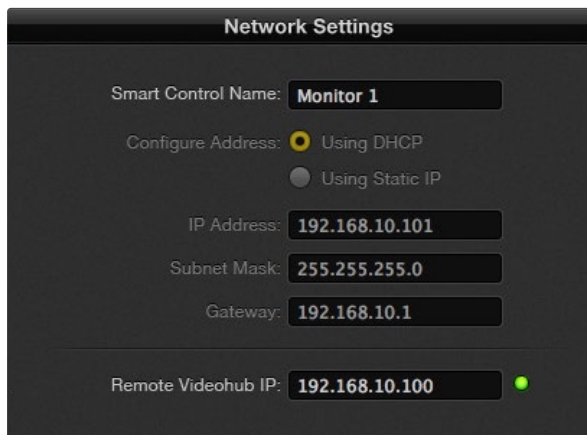 Network Settings
Smart Control Name: Monitor 1
Configure Address: Using DHCP
Using Static IP
IP Address: 192.168.10.101
Subnet Mask: 255.255.255.0
Gateway: 192.168.10.1
Remote Videohub IP: 192.168.10.100